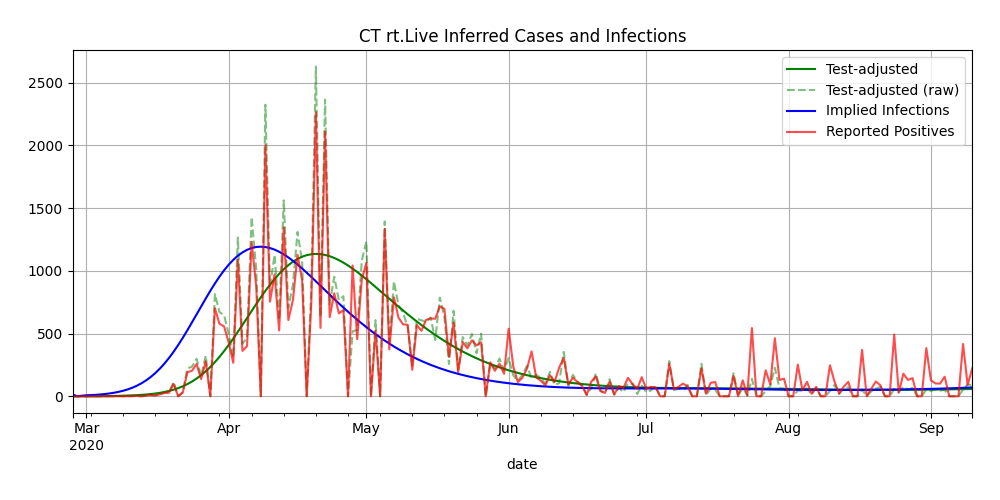 CT rt.Live Inferred Cases and Infections
Test-adjusted
Test-adjusted (raw)
Implied Infections
Reported Positives
2500
2000
1500
1000
500
0
Mar Apr May Jun Jul Aug Sep
2020
date